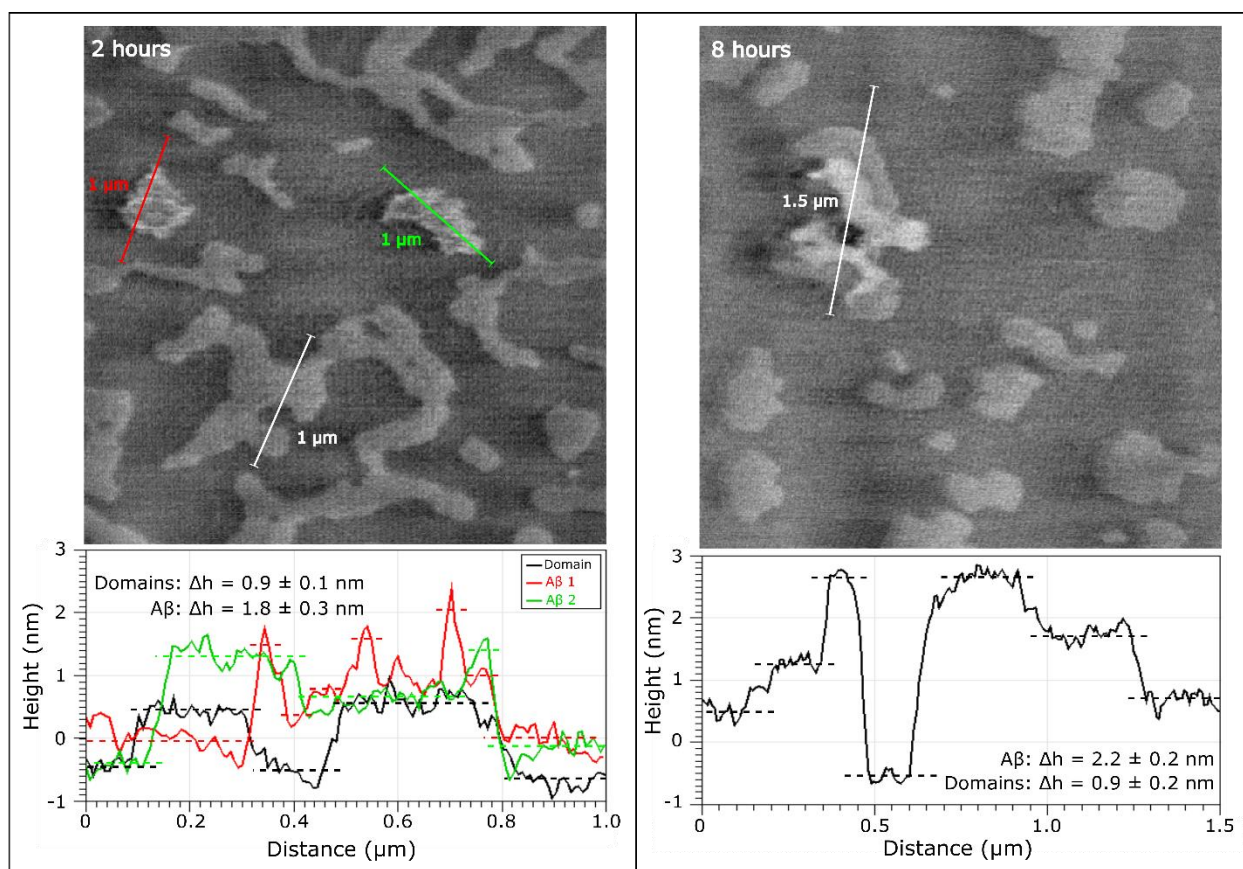 2 hours
1 µm
1 µm
1 µm
3
2
1
0
-1
Height (nm)
Domains: Δh = 0.9 ± 0.1 nm
Aβ: Δh = 1.8 ± 0.3 nm
Domain
Aβ 1
Aβ 2
0
0.2
0.4
0.6
0.8
1.0
Distance (µm)
8 hours
1.5 µm
3
2
1
0
-1
Height (nm)
Aβ: Δh = 2.2 ± 0.2 nm
Domains: Δh = 0.9 ± 0.2 nm
0
0.5
1.0
1.5
Distance (µm)